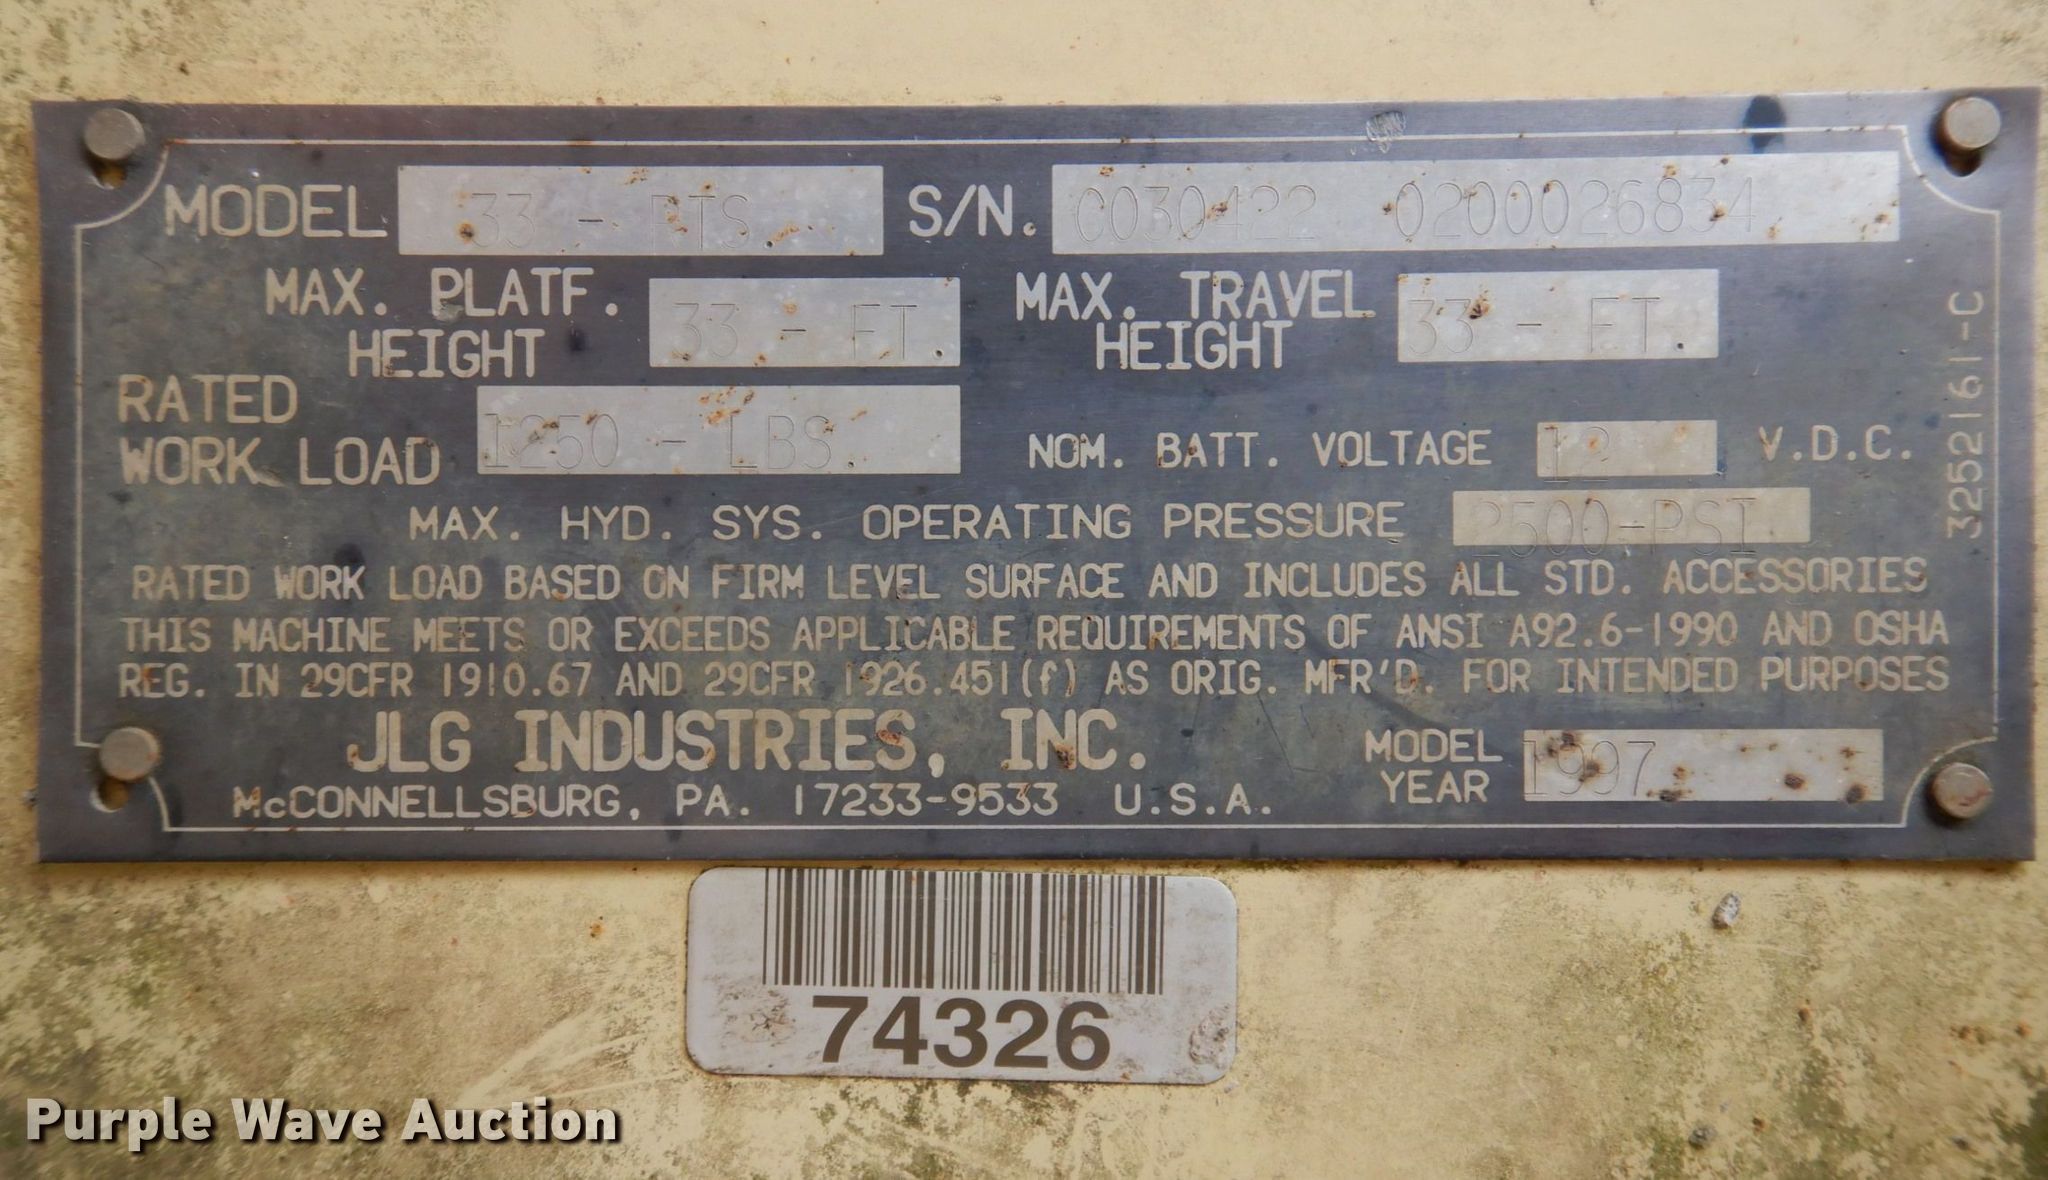 MODEL 33 - RTS S/N. 0030422 0200026834
MAX. PLATF. HEIGHT 33 - FT. MAX. TRAVEL HEIGHT 33 - FT.
RATED WORK LOAD 1250 - LBS. NOM. BATT. VOLTAGE 12 V.D.C.
MAX. HYD. SYS. OPERATING PRESSURE 2500-PSI
RATED WORK LOAD BASED ON FIRM LEVEL SURFACE AND INCLUDES ALL STD. ACCESSORIES
THIS MACHINE MEETS OR EXCEEDS APPLICABLE REQUIREMENTS OF ANSI A92.6-1990 AND OSHA
REG. IN 29CFR 1910.67 AND 29CFR 1926.451(f) AS ORIG. MFR'D. FOR INTENDED PURPOSES
JLG INDUSTRIES, INC.
McCONNELLSBURG, PA. 17233-9533 U.S.A.
MODEL YEAR 1997
3252161-C
74326
Purple Wave Auction